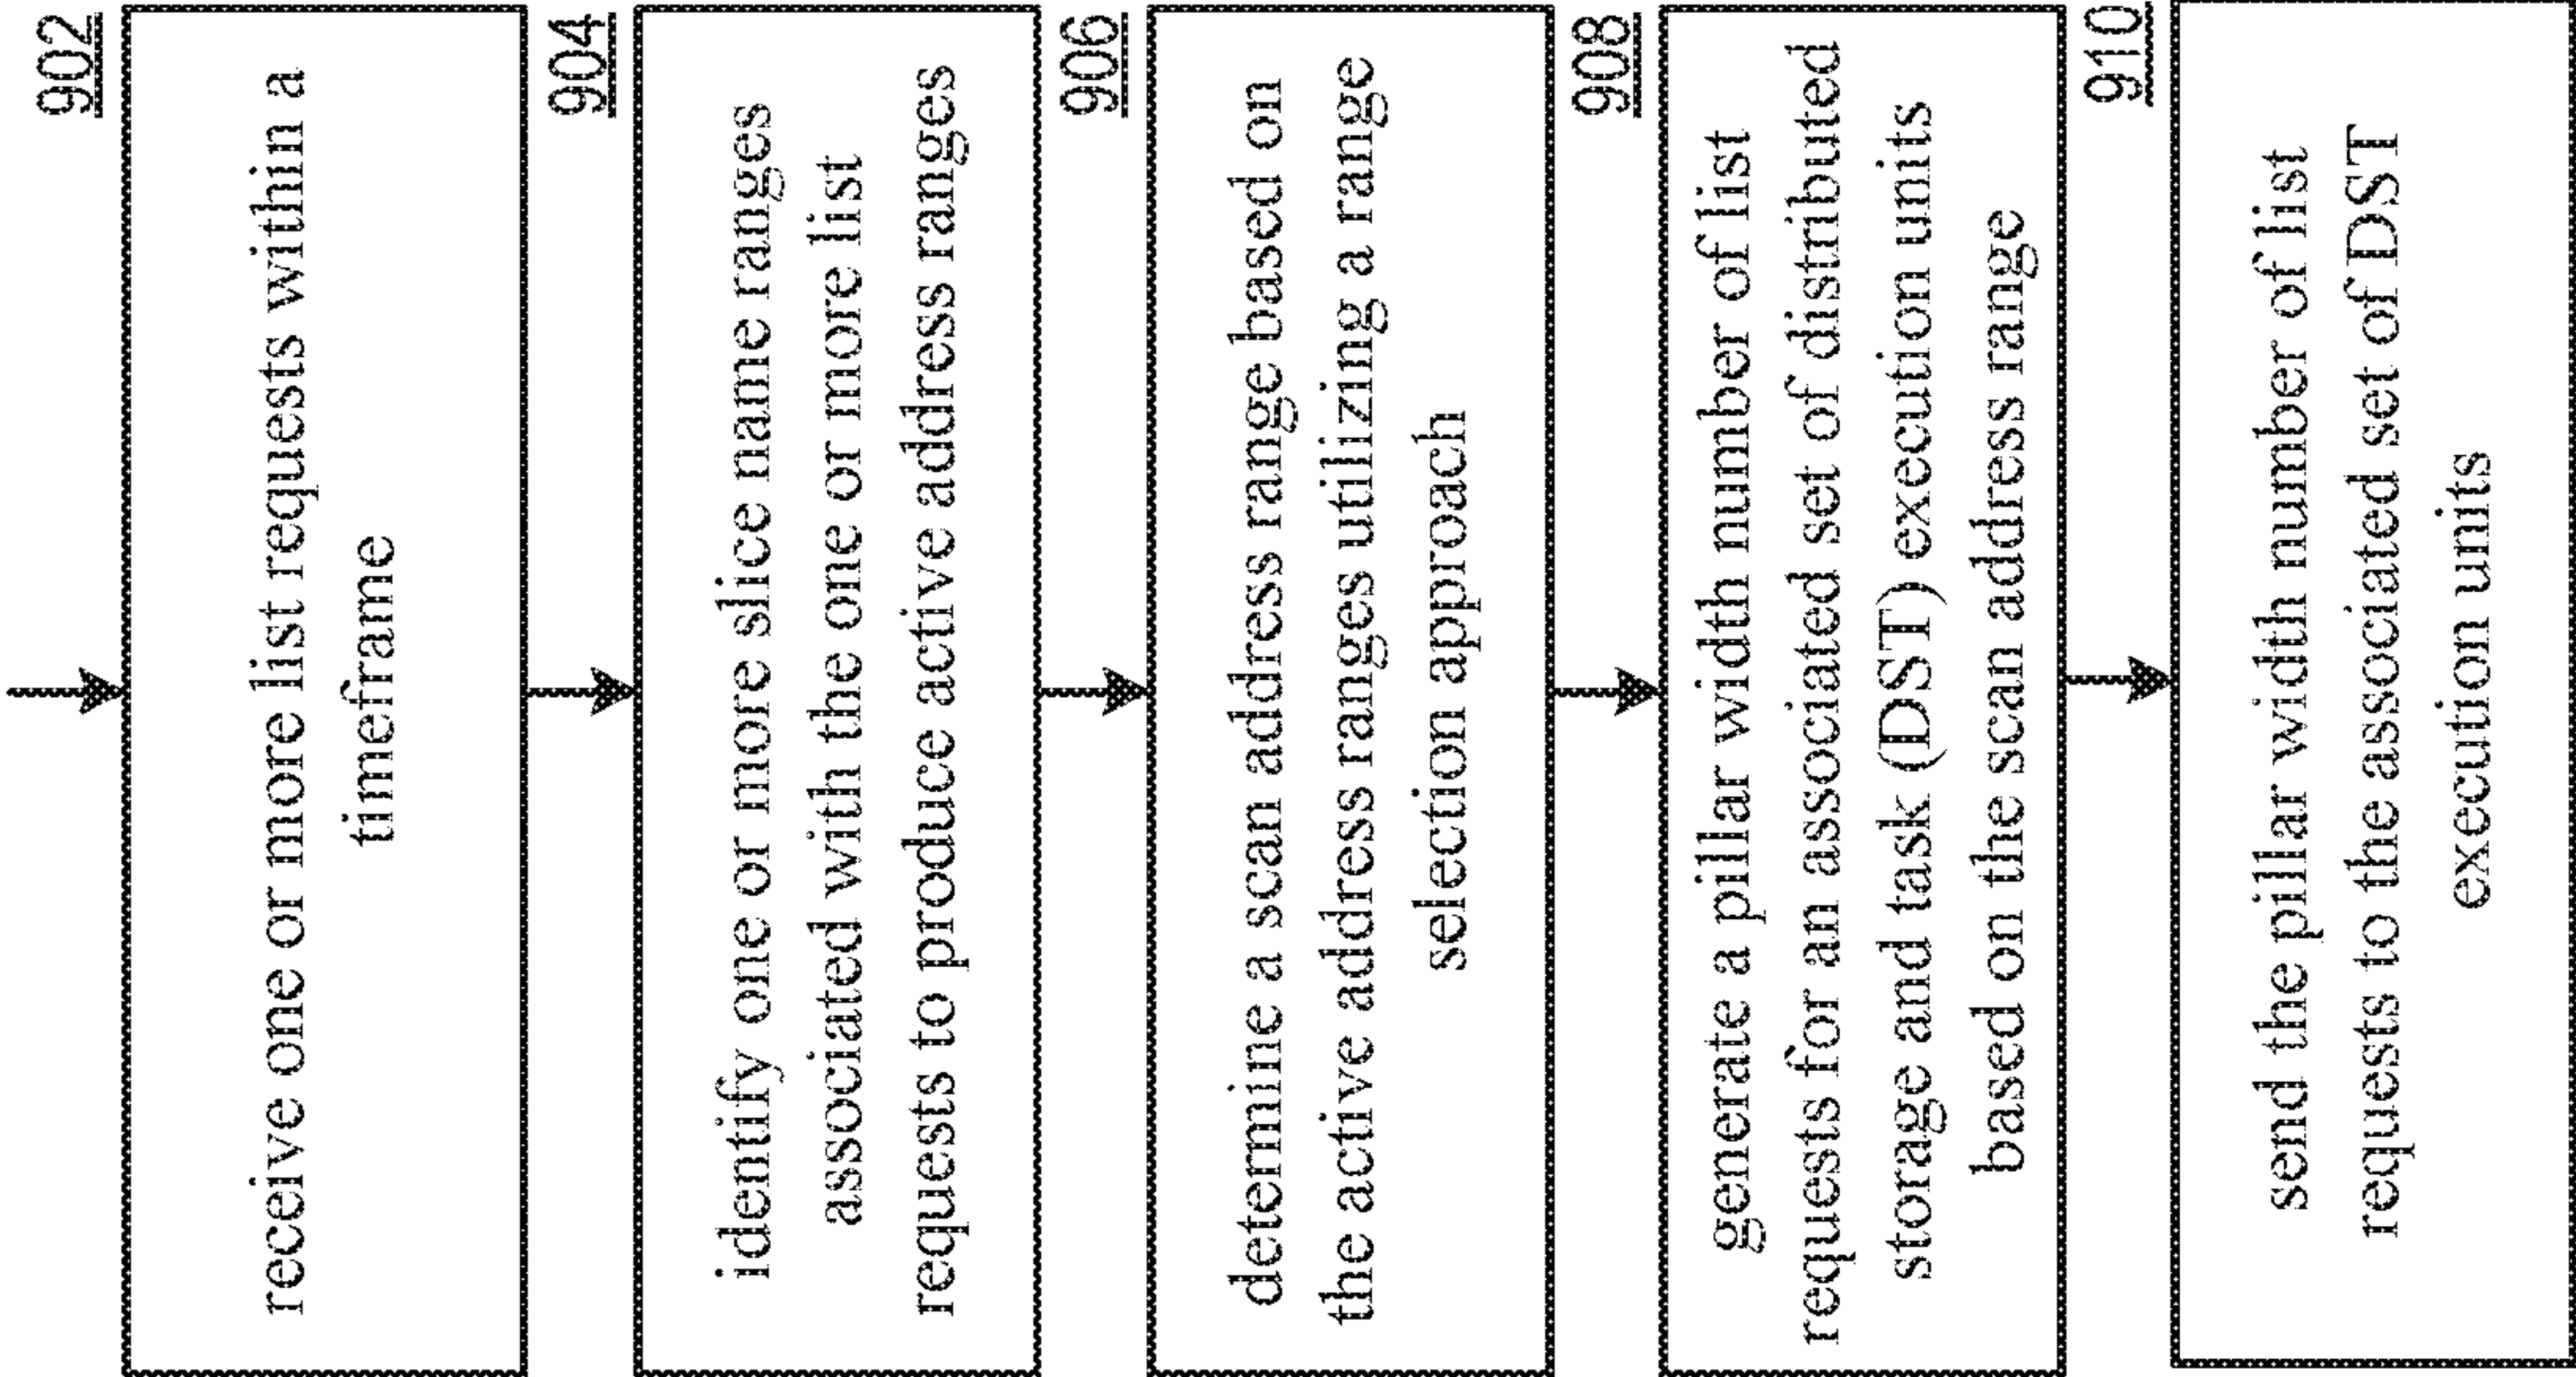 902
receive one or more list requests within a
timeframe
904
identify one or more slice name ranges
associated with the one or more list
requests to produce active address ranges
906
determine a scan address range based on
the active address ranges utilizing a range
selection approach
908
generate a pillar width number of list
requests for an associated set of distributed
storage and task (DST) execution units
based on the scan address range
910
send the pillar width number of list
requests to the associated set of DST
execution units